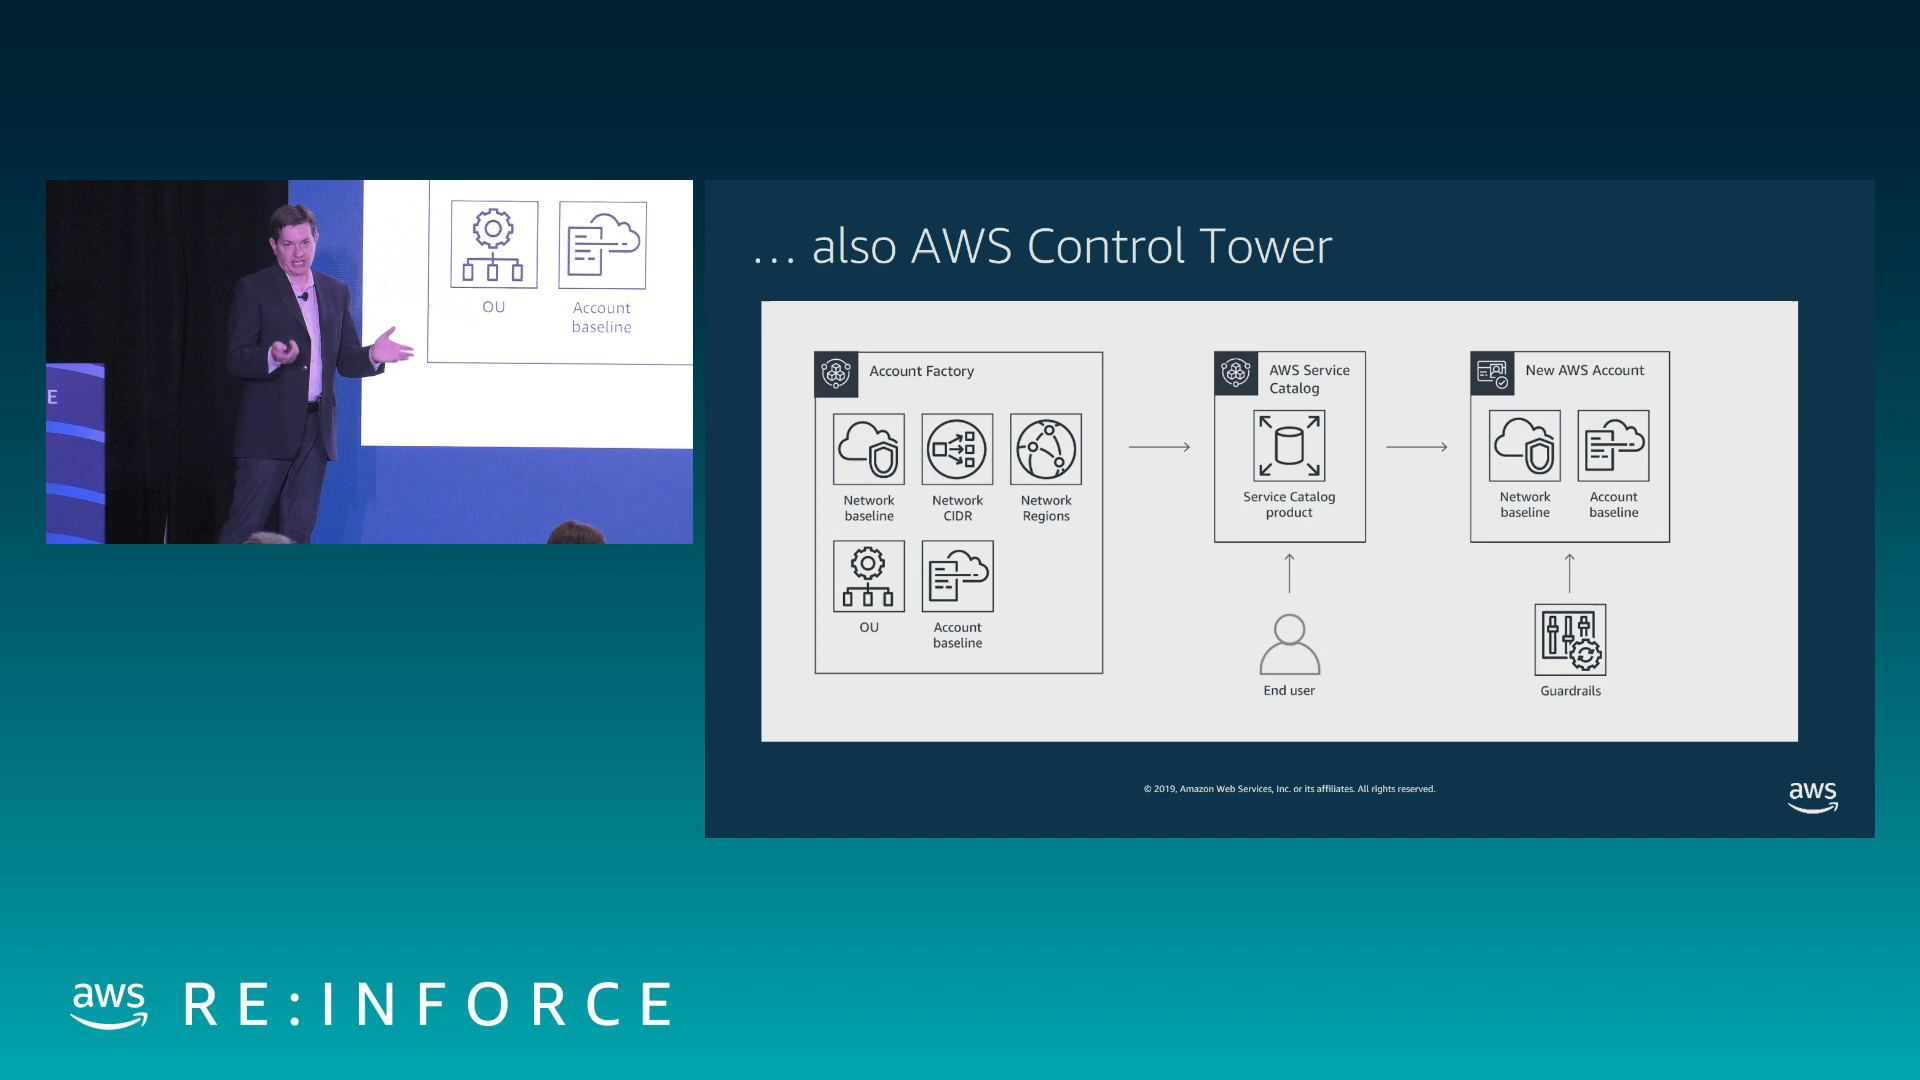 OU
Account
baseline
E
... also AWS Control Tower
Account Factory
Network
baseline
Network
CIDR
Network
Regions
OU
Account
baseline
AWS Service
Catalog
Service Catalog
product
End user
New AWS Account
Network
baseline
Account
baseline
Guardrails
© 2019, Amazon Web Services, Inc. or its affiliates. All rights reserved.
aws
aws RE:INFORCE